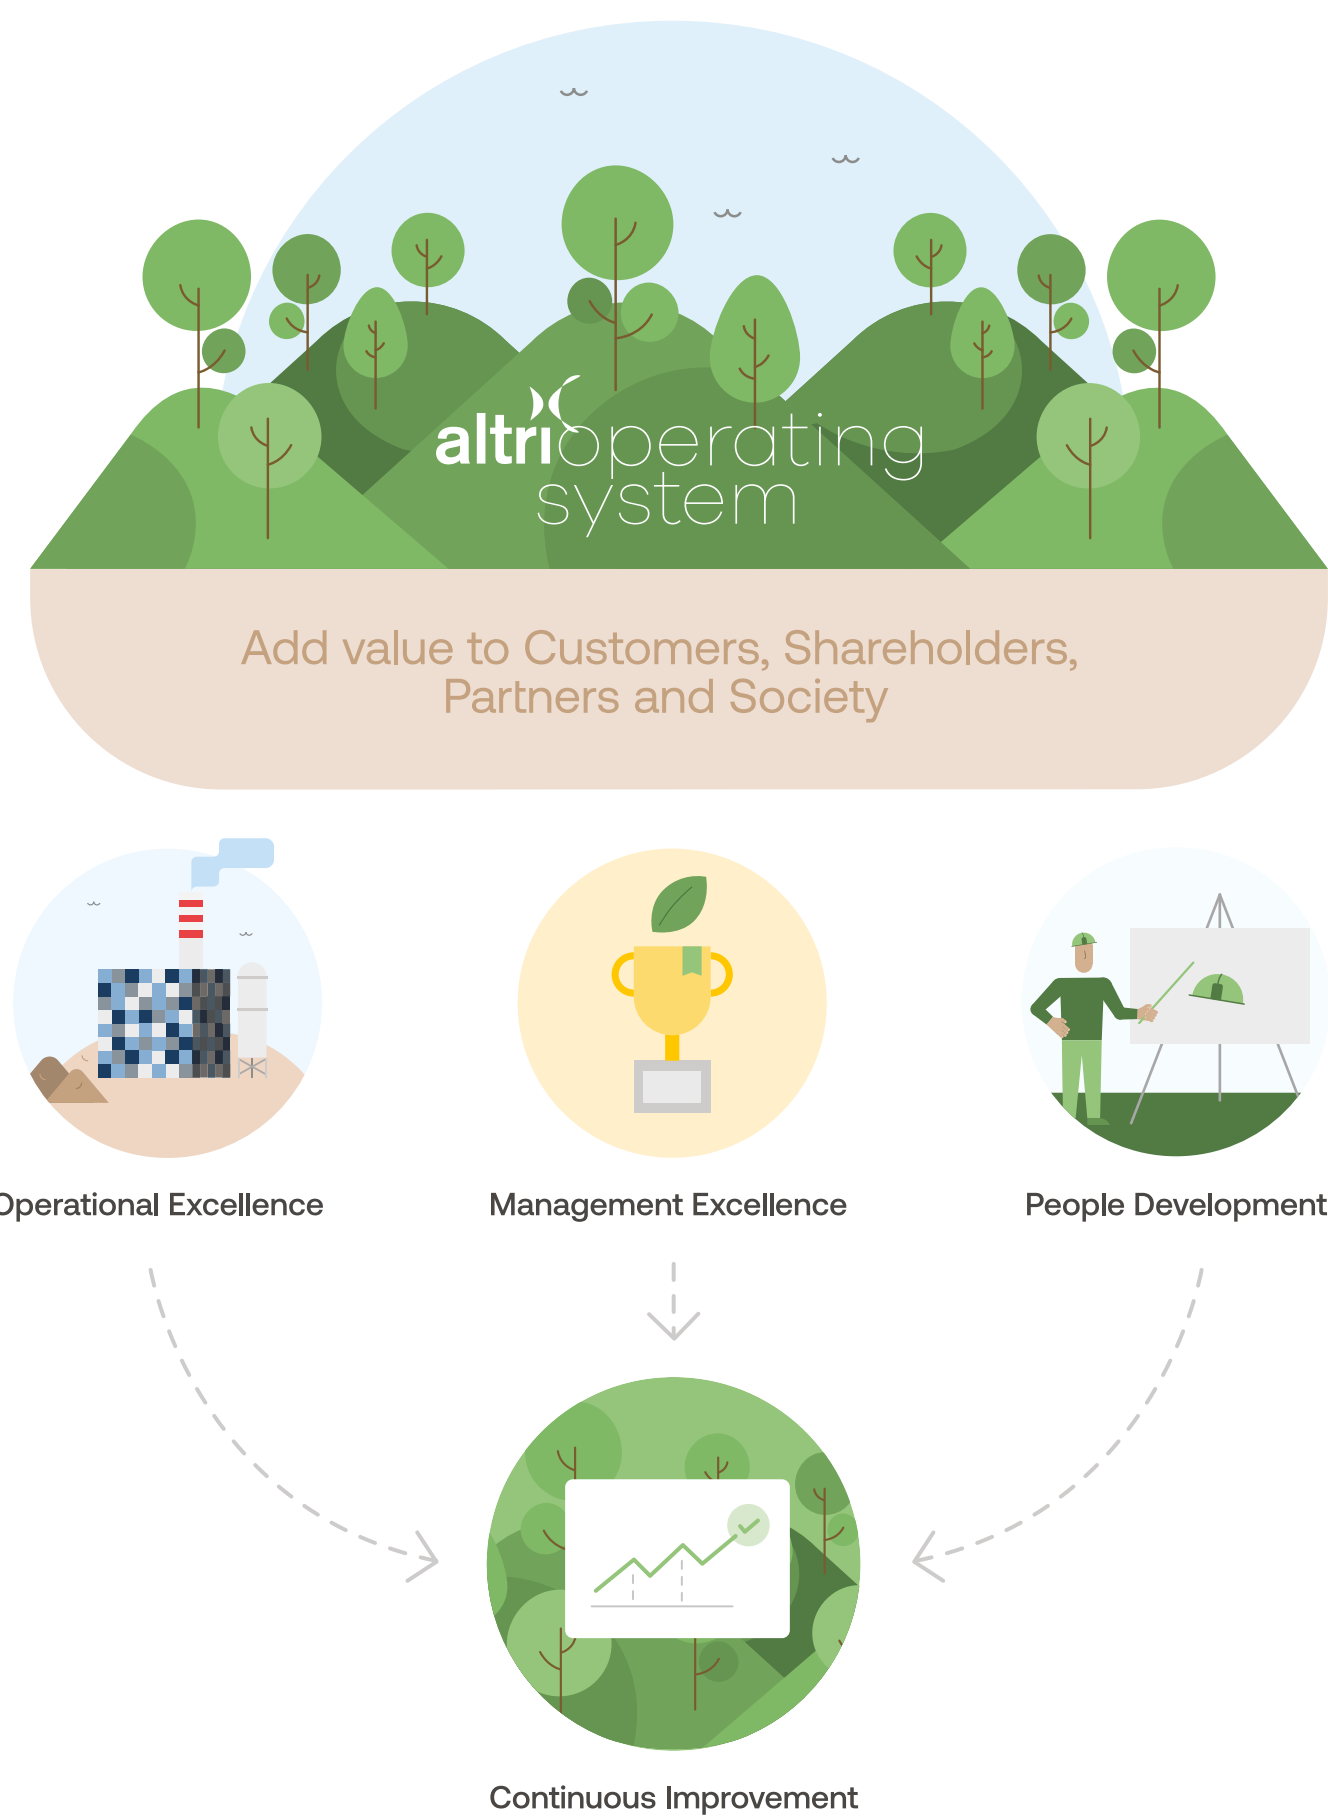 altri operating
system
Add value to Customers, Shareholders,
Partners and Society
Operational Excellence
Management Excellence
People Development
Continuous Improvement